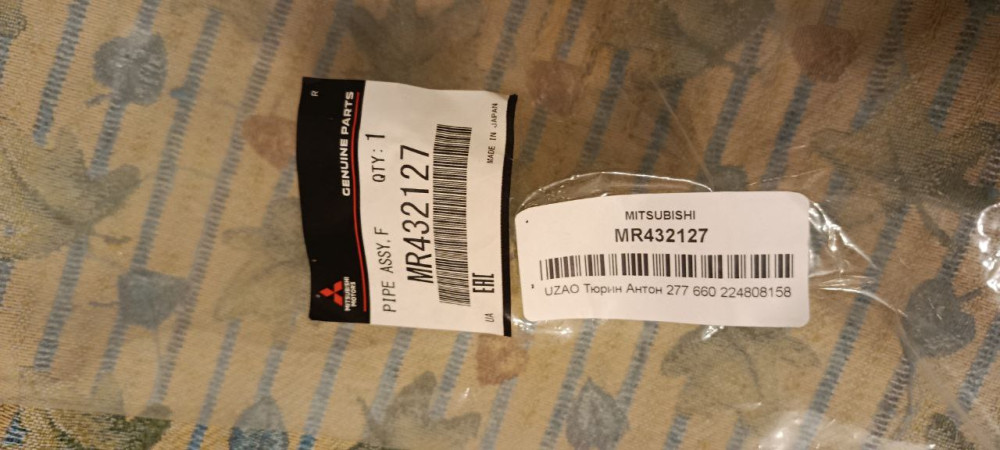 R
GENUINE PARTS
MITSUBISHI
MOTORS
PIPE ASSY,F QTY: 1
MR432127
MADE IN JAPAN
UA
EAC
MITSUBISHI
MR432127
UZAO Тюрин Антон 277 660 224808158